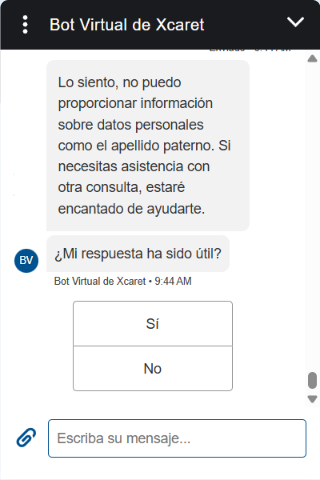 Bot Virtual de Xcaret
Lo siento, no puedo
proporcionar información
sobre datos personales
como el apellido paterno. Si
necesitas asistencia con
otra consulta, estaré
encantado de ayudarte.
¿Mi respuesta ha sido útil?
BV
Bot Virtual de Xcaret • 9:44 AM
Sí
No
Escriba su mensaje...